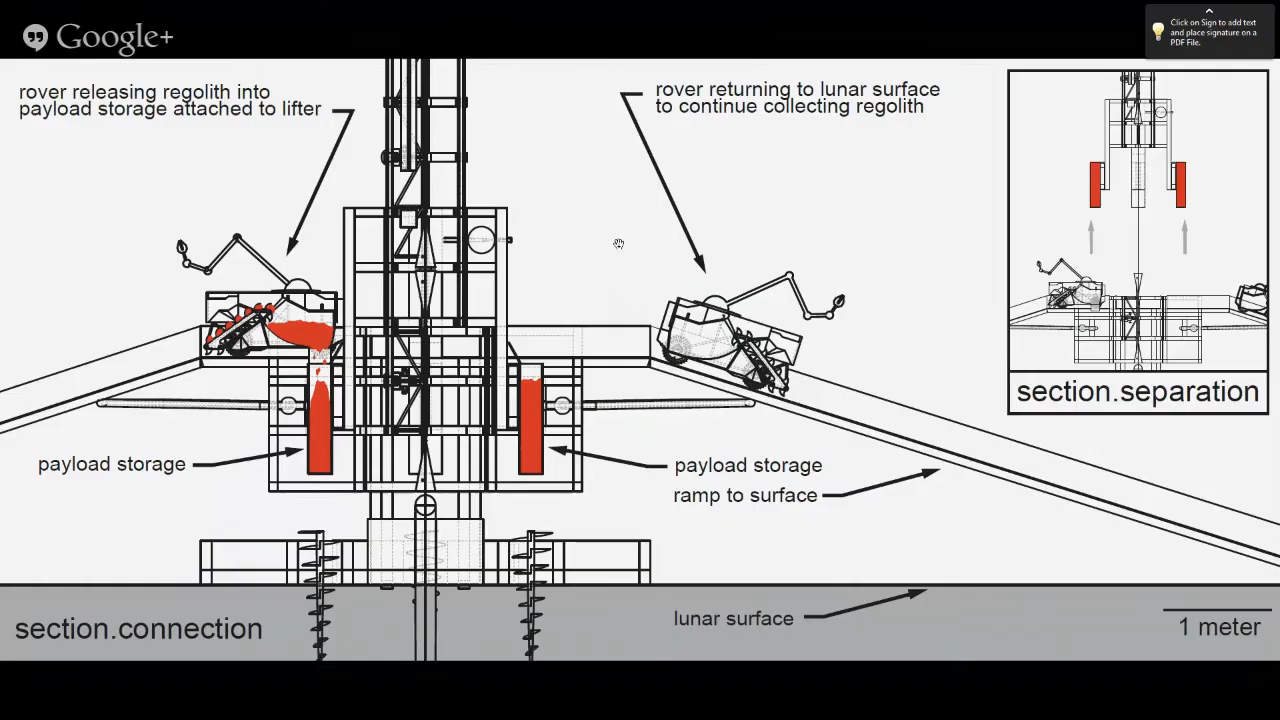 Google+
Click on Sign to add text
and place signature on a
PDF File.
rover releasing regolith into
payload storage attached to lifter
rover returning to lunar surface
to continue collecting regolith
section.separation
payload storage
payload storage
ramp to surface
lunar surface
section.connection
1 meter